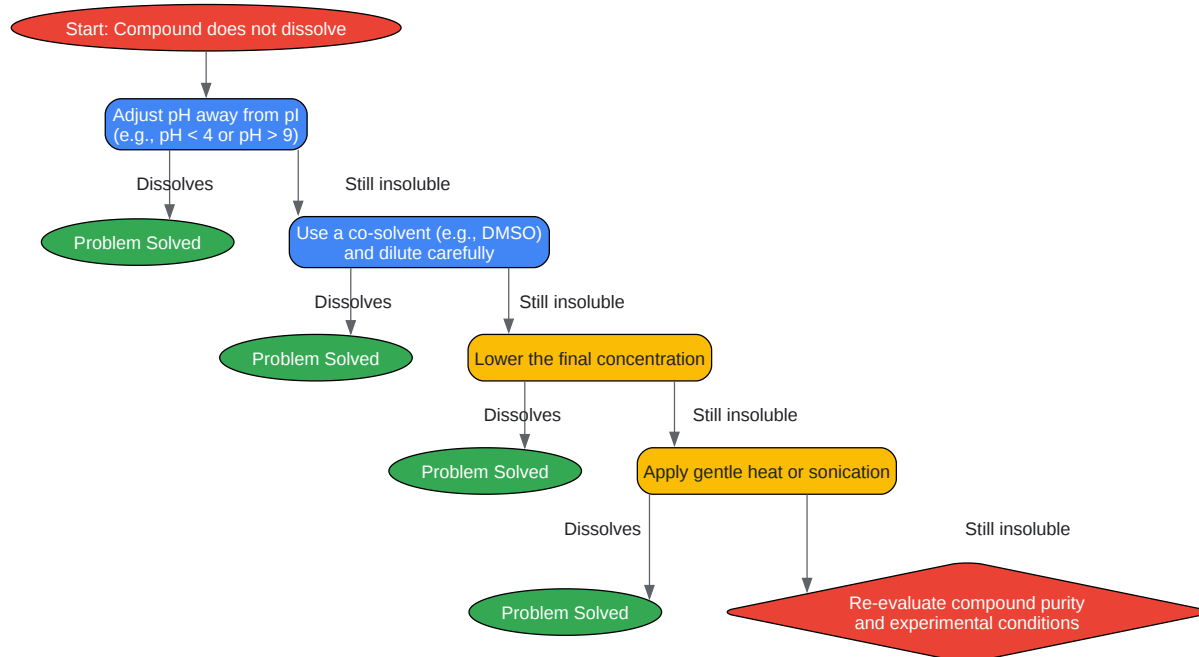 Start: Compound does not dissolve
Adjust pH away from pI
(e.g., pH < 4 or pH > 9)
Dissolves
Still insoluble
Problem Solved
Use a co-solvent (e.g., DMSO)
and dilute carefully
Dissolves
Still insoluble
Problem Solved
Lower the final concentration
Dissolves
Still insoluble
Problem Solved
Apply gentle heat or sonication
Dissolves
Still insoluble
Problem Solved
Re-evaluate compound purity
and experimental conditions